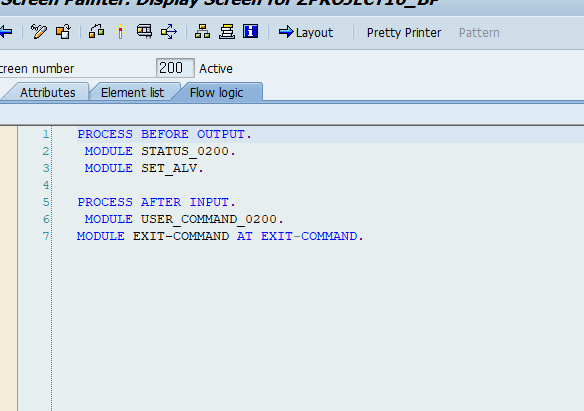 Screen Painter: Display Screen for ZPROJECT10_BP
Layout Pretty Printer Pattern
creen number 200 Active
Attributes Element list Flow logic
1 PROCESS BEFORE OUTPUT.
2 MODULE STATUS_0200.
3 MODULE SET_ALV.
4
5 PROCESS AFTER INPUT.
6 MODULE USER_COMMAND_0200.
7 MODULE EXIT-COMMAND AT EXIT-COMMAND.